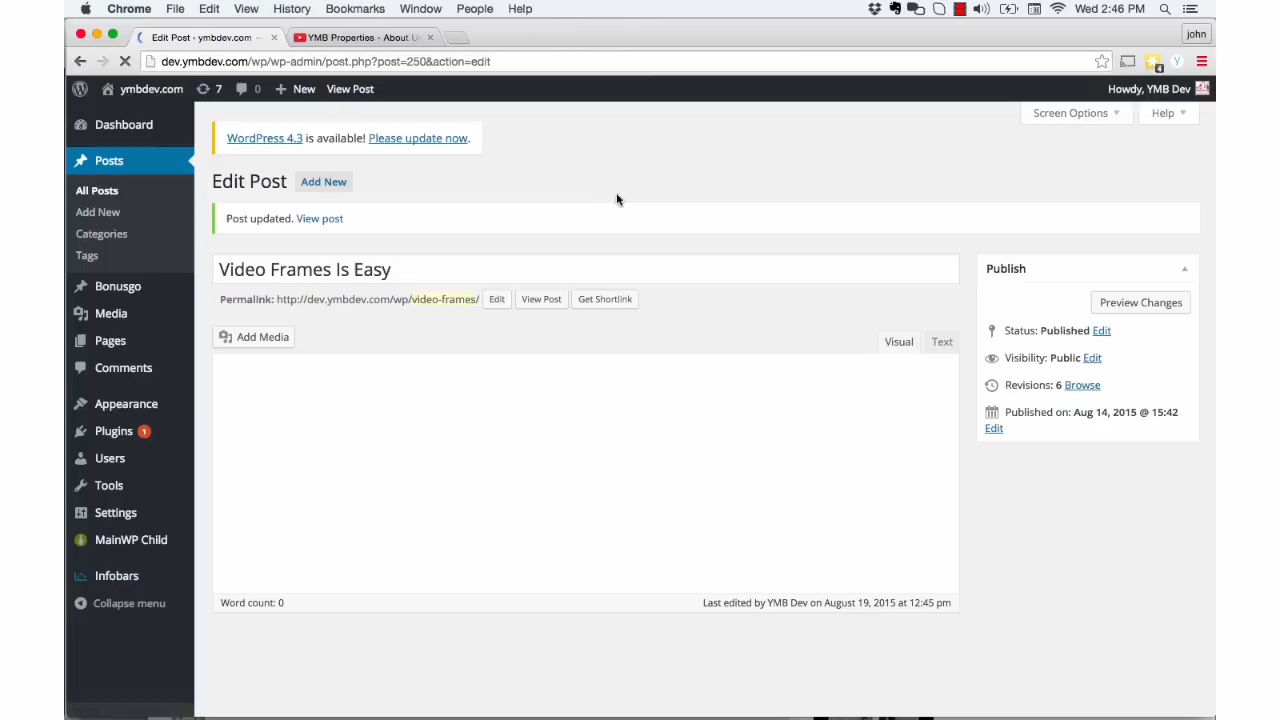 Chrome File Edit View History Bookmarks Window People Help Wed 2:46 PM
Edit Post · ymbdev.com — × YMB Properties - About U × john
dev.ymbdev.com/wp/wp-admin/post.php?post=250&action=edit 4 Y
ymbdev.com 7 0 New View Post Howdy, YMB Dev
Screen Options Help
WordPress 4.3 is available! Please update now.
Edit Post Add New
Post updated. View post
Video Frames Is Easy
Permalink: http://dev.ymbdev.com/wp/video-frames/ Edit View Post Get Shortlink
Add Media Visual Text
Word count: 0 Last edited by YMB Dev on August 19, 2015 at 12:45 pm
Dashboard
Posts
All Posts
Add New
Categories
Tags
Bonusgo
Media
Pages
Comments
Appearance
Plugins 1
Users
Tools
Settings
MainWP Child
Infobars
Collapse menu
Publish
Preview Changes
Status: Published Edit
Visibility: Public Edit
Revisions: 6 Browse
Published on: Aug 14, 2015 @ 15:42
Edit